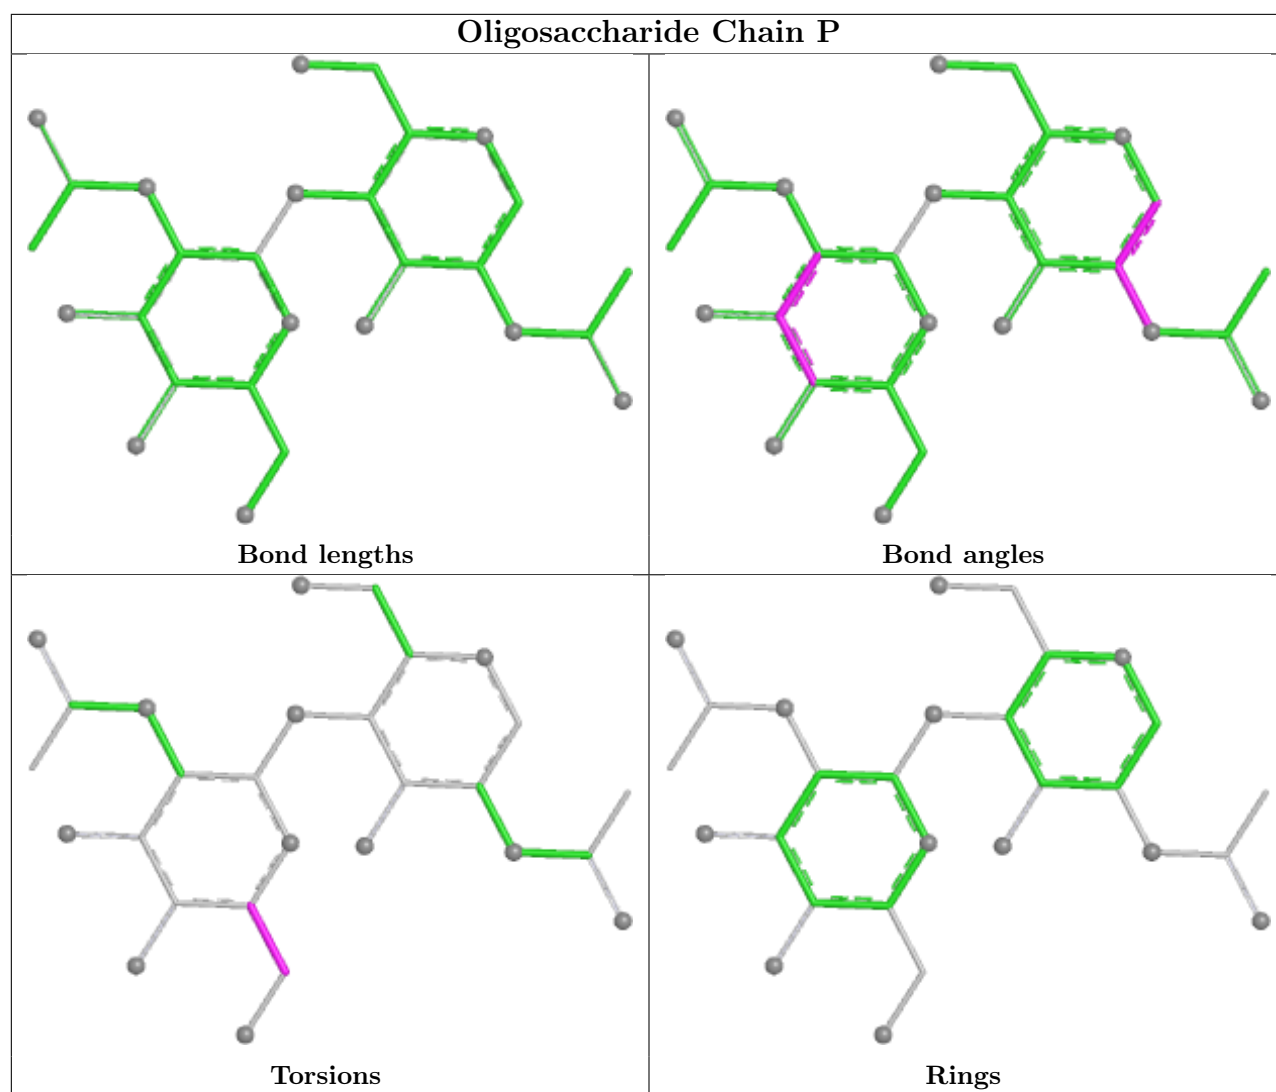 Oligosaccharide Chain P
Bond lengths
Bond angles
Torsions
Rings